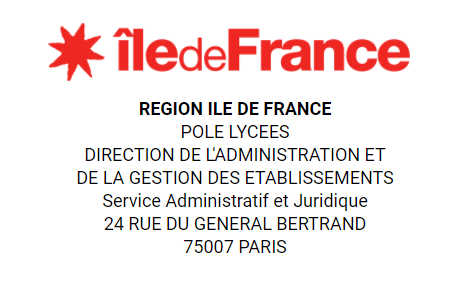 îledeFrance
REGION ILE DE FRANCE
POLE LYCEES
DIRECTION DE L'ADMINISTRATION ET
DE LA GESTION DES ETABLISSEMENTS
Service Administratif et Juridique
24 RUE DU GENERAL BERTRAND
75007 PARIS